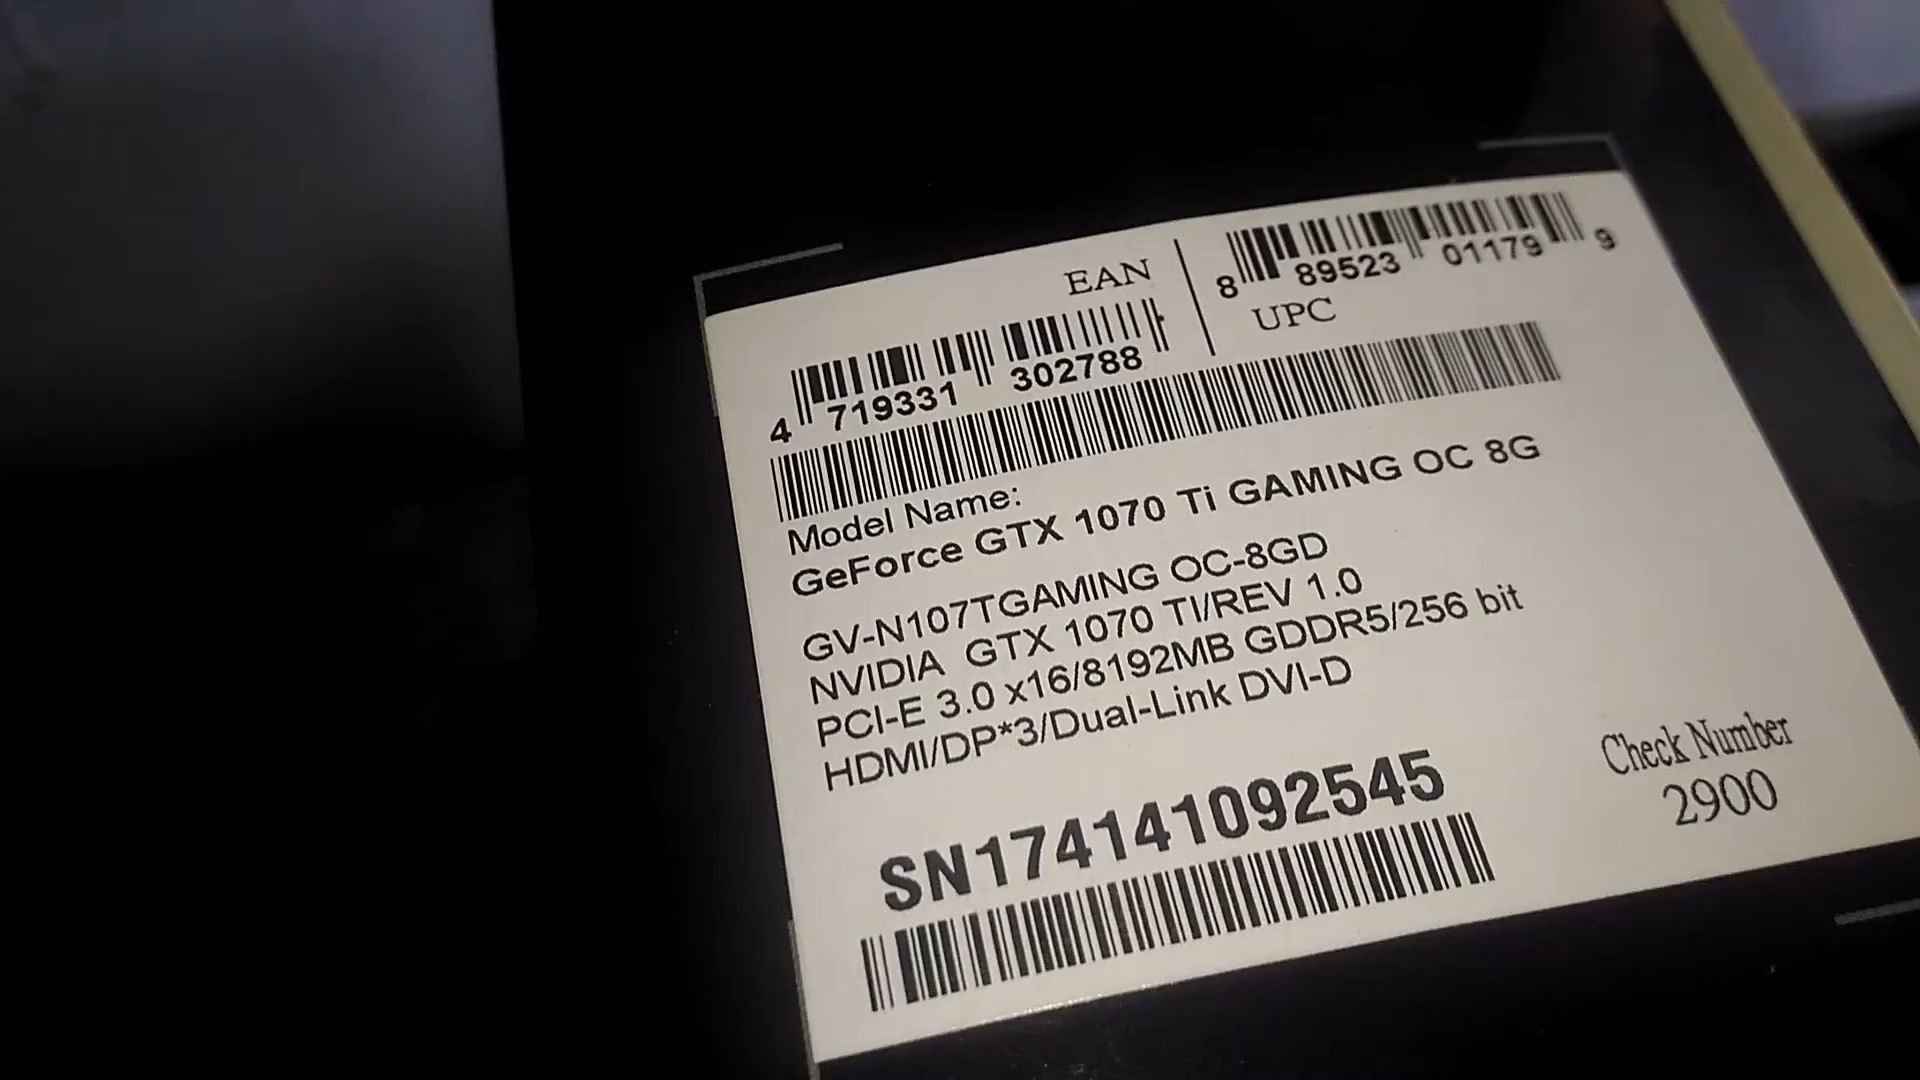 EAN
4 719331 302788
8 89523 01179 9
UPC
Model Name:
GeForce GTX 1070 Ti GAMING OC 8G
GV-N107TGAMING OC-8GD
NVIDIA GTX 1070 TI/REV 1.0
PCI-E 3.0 x16/8192MB GDDR5/256 bit
HDMI/DP*3/Dual-Link DVI-D
SN174141092545
Check Number
2900